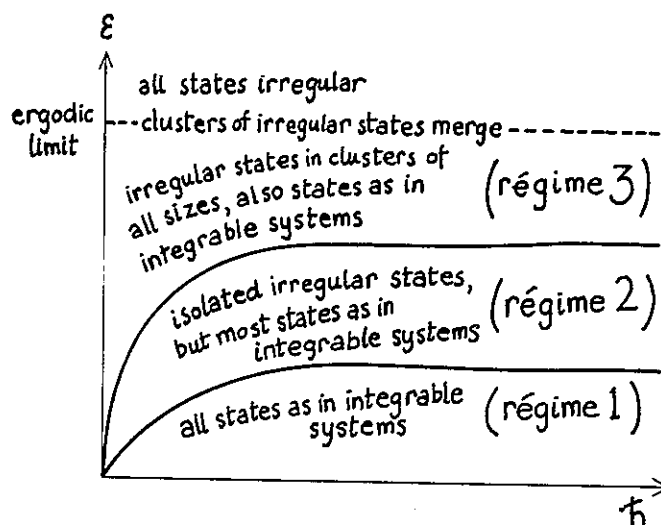 ε
all states irregular
ergodic
limit
clusters of irregular states merge
irregular states in clusters of
all sizes, also states as in
integrable systems
(régime 3)
isolated irregular states,
but most states as in
integrable systems
(régime 2)
all states as in integrable
systems
(régime 1)
ħ